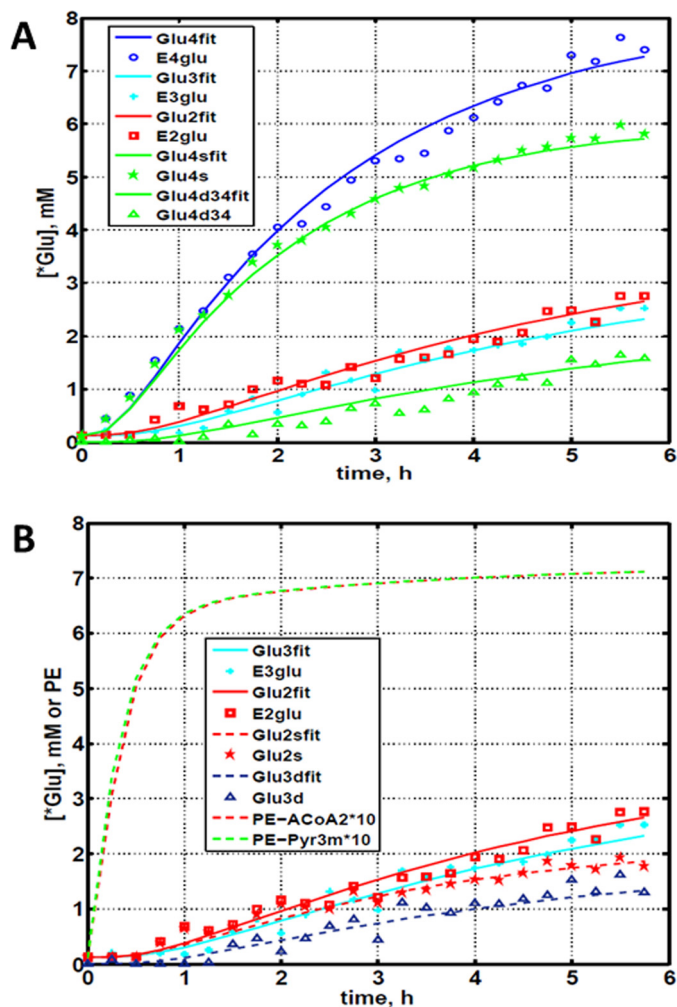 A
8
7
6
5
4
3
2
1
0
[*Glu], mM
Glu4fit
E4glu
Glu3fit
E3glu
Glu2fit
E2glu
Glu4sfit
Glu4s
Glu4d34fit
Glu4d34
0 1 2 3 4 5 6
time, h
B
8
7
6
5
4
3
2
1
0
[*Glu], mM or PE
Glu3fit
E3glu
Glu2fit
E2glu
Glu2sfit
Glu2s
Glu3dfit
Glu3d
PE−ACoA2*10
PE−Pyr3m*10
0 1 2 3 4 5 6
time, h